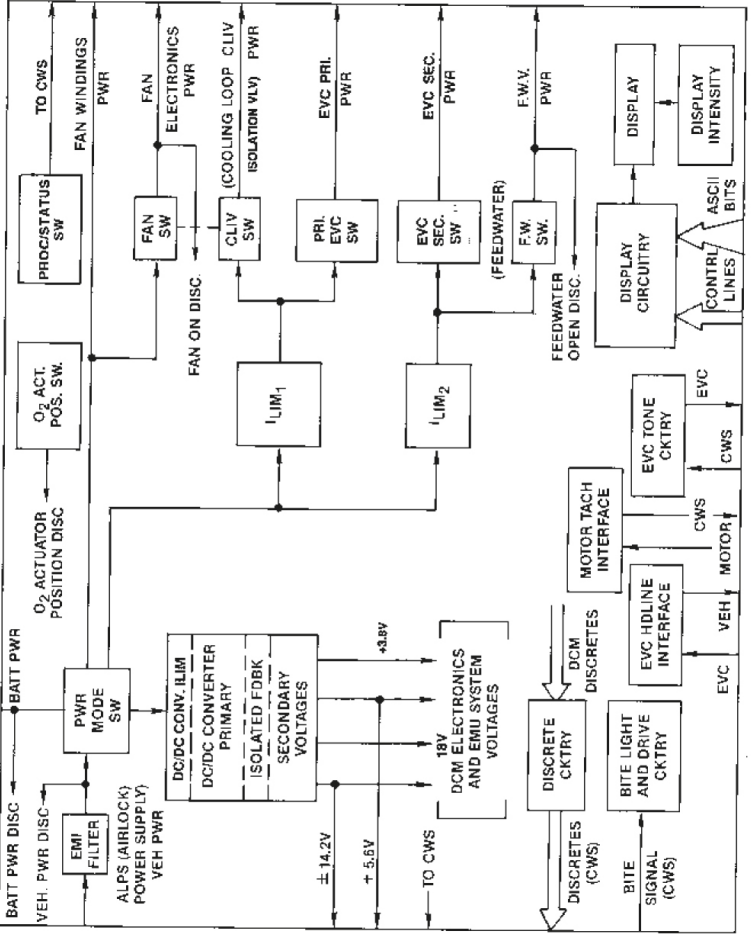 BATT PWR DISC
BATT PWR
VEH. PWR DISC
EMI
FILTER
ALPS (AIRLOCK)
POWER SUPPLY)
VEH PWR
PWR
MODE
SW
O2 ACTUATOR
POSITION DISC
O2 ACT.
POS. SW.
PROC/STATUS
SW
TO CWS
FAN WINDINGS
PWR
FAN
SW
FAN
ELECTRONICS
PWR
FAN ON DISC.
CLIV
SW
(COOLING LOOP CLIV
ISOLATION VLV) PWR
DC/DC CONV. ILIM
DC/DC CONVERTER
PRIMARY
ISOLATED FDBK
SECONDARY
VOLTAGES
ILIM1
PRI.
EVC
SW
EVC PRI.
PWR
± 14.2V
+ 5.6V
+3.8V
TO CWS
18V
DCM ELECTRONICS
AND EMU SYSTEM
VOLTAGES
ILIM2
EVC
SEC.
SW
EVC SEC.
PWR
(FEEDWATER)
F.W.
SW.
F.W.V.
PWR
FEEDWATER
OPEN DISC.
DISCRETES
(CWS)
DISCRETE
CKTRY
DCM
DISCRETES
MOTOR TACH
INTERFACE
CWS
MOTOR
DISPLAY
CIRCUITRY
DISPLAY
DISPLAY
INTENSITY
BITE
SIGNAL
(CWS)
BITE LIGHT
AND DRIVE
CKTRY
EVC HDLINE
INTERFACE
EVC
VEH
EVC TONE
CKTRY
CWS
EVC
CONTRL
LINES
ASCII
BITS